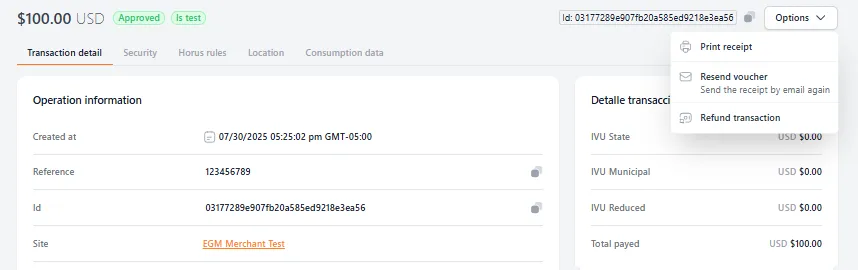 $100.00 USD Approved Is test Id: 03177289e907fb20a585ed9218e3ea56 Options
Transaction detail Security Horus rules Location Consumption data
Print receipt
Resend voucher
Send the receipt by email again
Refund transaction
Operation information
Created at 07/30/2025 05:25:02 pm GMT-05:00
Reference 123456789
Id 03177289e907fb20a585ed9218e3ea56
Site EGM Merchant Test
Detalle transacci
IVU State USD $0.00
IVU Municipal USD $0.00
IVU Reduced USD $0.00
Total payed USD $100.00